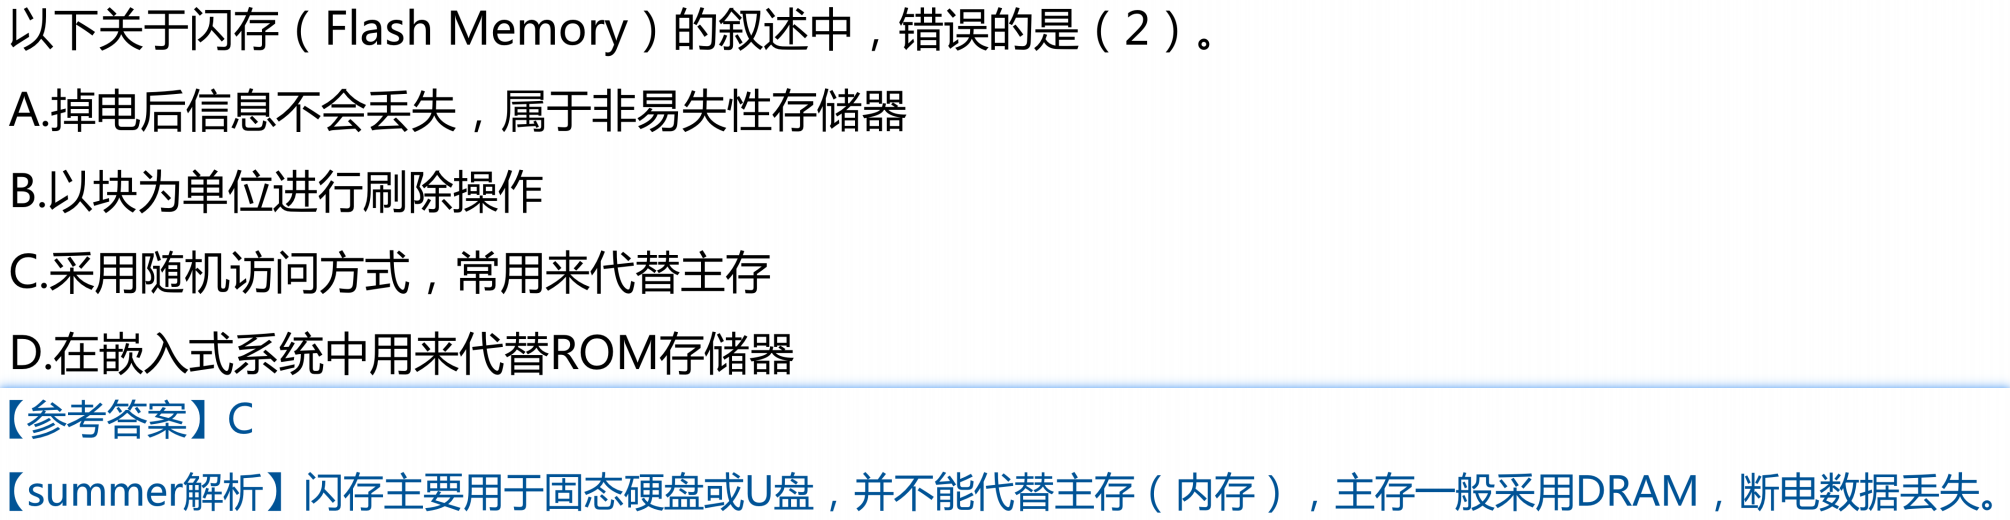 以下关于闪存（Flash Memory）的叙述中，错误的是（2）。
A.掉电后信息不会丢失，属于非易失性存储器
B.以块为单位进行刷除操作
C.采用随机访问方式，常用来代替主存
D.在嵌入式系统中用来代替ROM存储器
【参考答案】C
【summer解析】闪存主要用于固态硬盘或U盘，并不能代替主存（内存），主存一般采用DRAM，断电数据丢失。